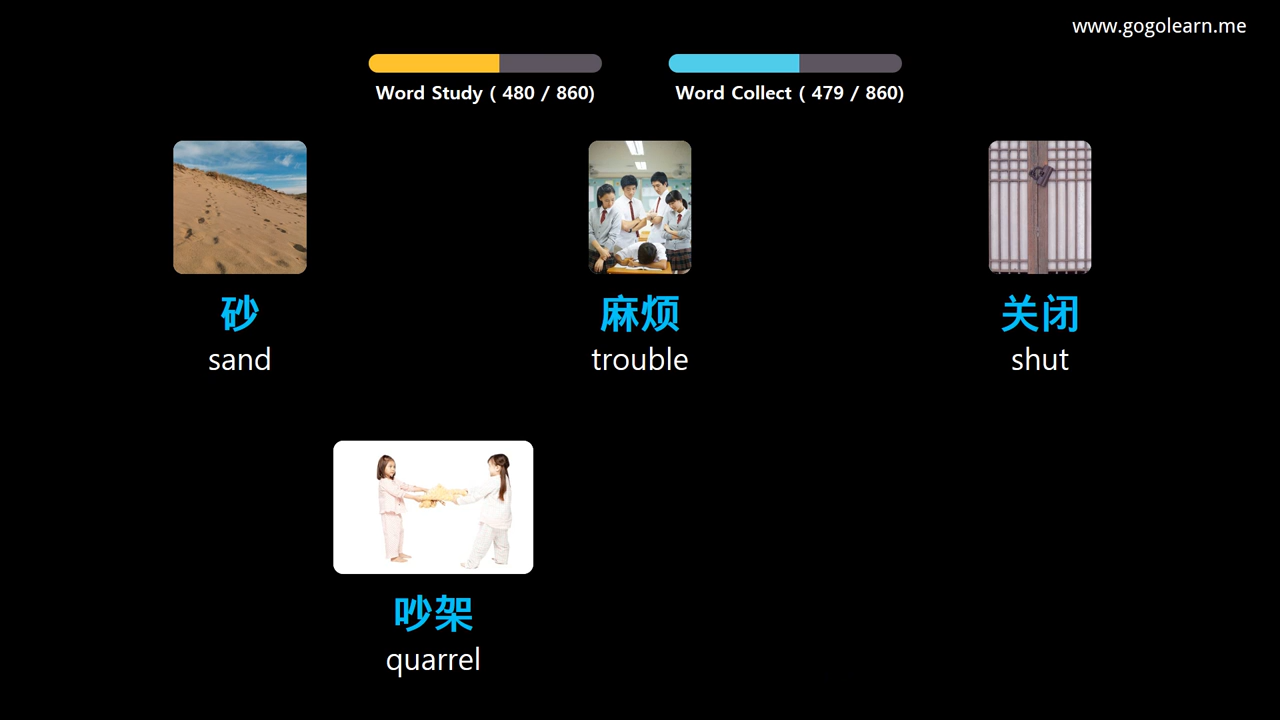 www.gogolearn.me
Word Study ( 480 / 860)
Word Collect ( 479 / 860)
砂
sand
麻烦
trouble
关闭
shut
吵架
quarrel